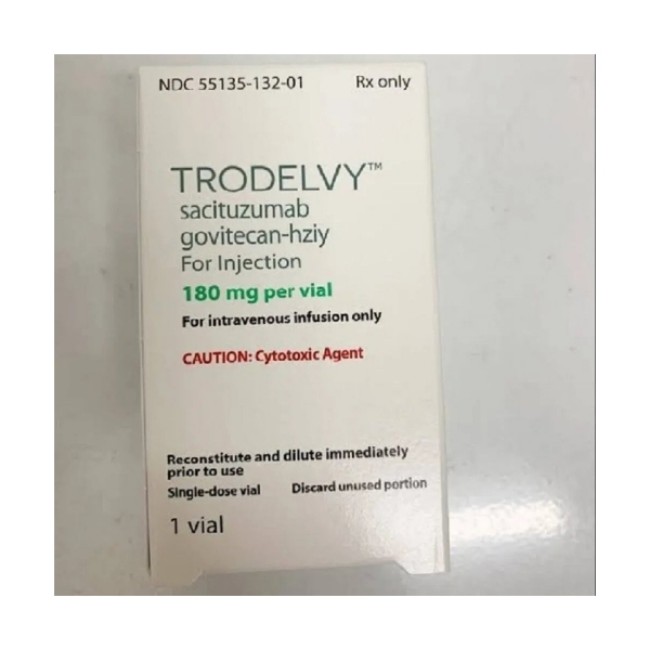 NDC 55135-132-01 Rx only
TRODELVY™
sacituzumab
govitecan-hziy
For Injection
180 mg per vial
For intravenous infusion only
CAUTION: Cytotoxic Agent
Reconstitute and dilute immediately
prior to use
Single-dose vial Discard unused portion
1 vial